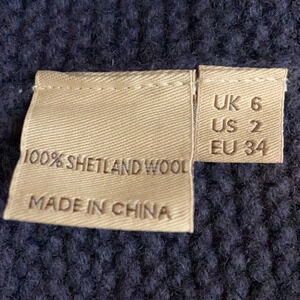 100% SHETLAND WOOL
MADE IN CHINA
UK 6
US 2
EU 34